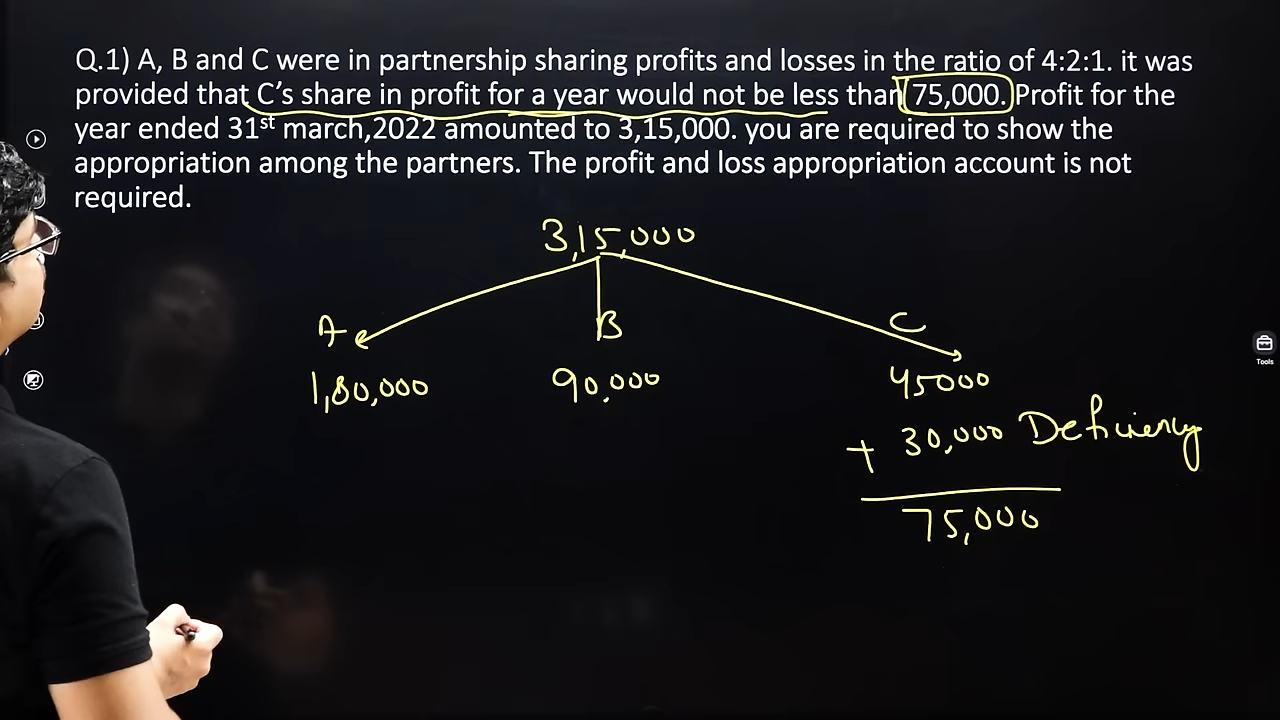 Q.1) A, B and C were in partnership sharing profits and losses in the ratio of 4:2:1. it was
provided that C's share in profit for a year would not be less than 75,000. Profit for the
year ended 31st march,2022 amounted to 3,15,000. you are required to show the
appropriation among the partners. The profit and loss appropriation account is not
required.
3,15,000
A B C
1,80,000 90,000 45000
+ 30,000 Deficiency
75,000
Tools